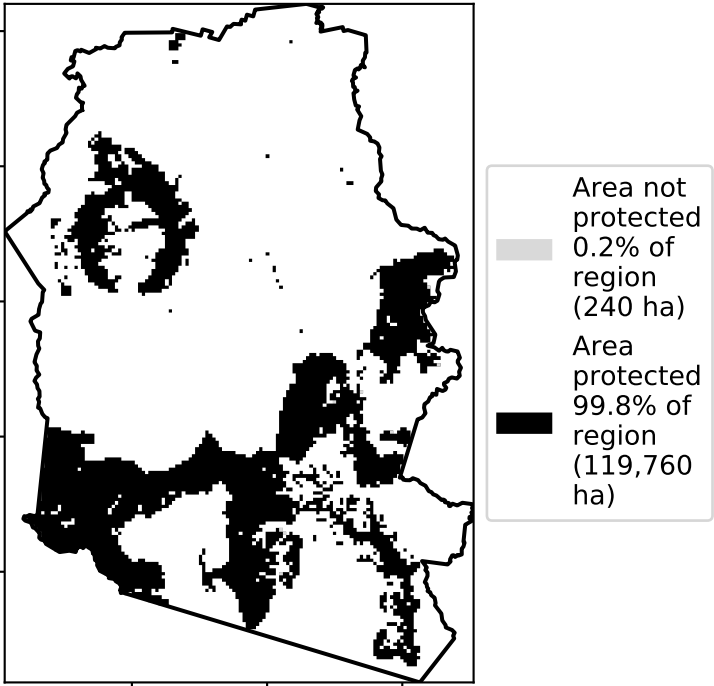 Area not
protected
0.2% of
region
(240 ha)
Area
protected
99.8% of
region
(119,760
ha)